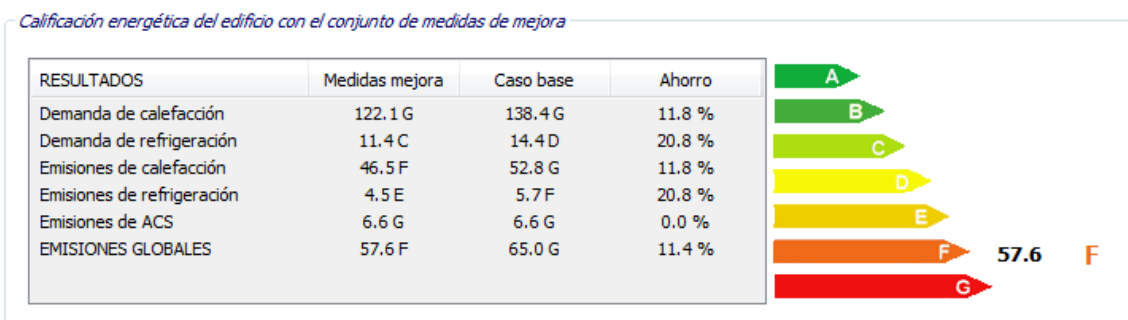 Calificación energética del edificio con el conjunto de medidas de mejora
RESULTADOS Medidas mejora Caso base Ahorro
Demanda de calefacción 122.1 G 138.4 G 11.8 %
Demanda de refrigeración 11.4 C 14.4 D 20.8 %
Emisiones de calefacción 46.5 F 52.8 G 11.8 %
Emisiones de refrigeración 4.5 E 5.7 F 20.8 %
Emisiones de ACS 6.6 G 6.6 G 0.0 %
EMISIONES GLOBALES 57.6 F 65.0 G 11.4 %
A
B
C
D
E
F 57.6 F
G